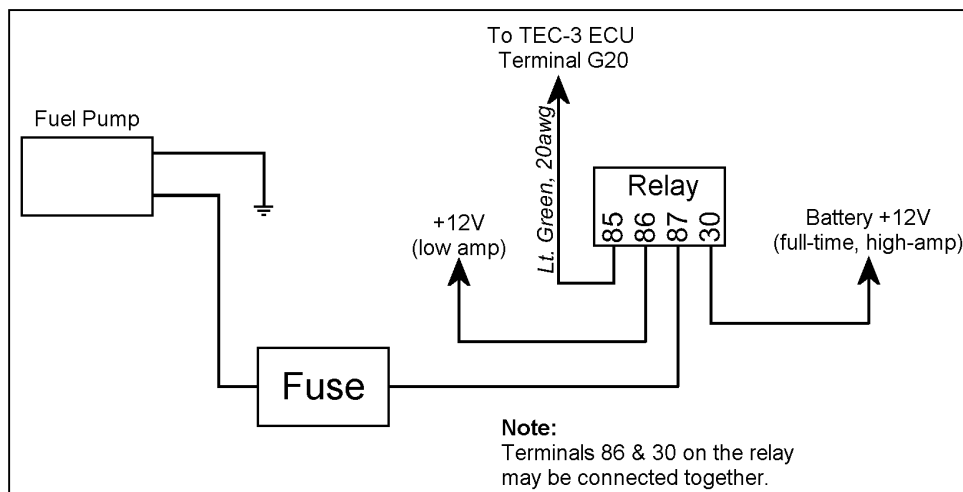 To TEC-3 ECU
Terminal G20
Fuel Pump
Lt. Green, 20awg
Relay
85 86 87 30
+12V
(low amp)
Battery +12V
(full-time, high-amp)
Fuse
Note:
Terminals 86 & 30 on the relay
may be connected together.